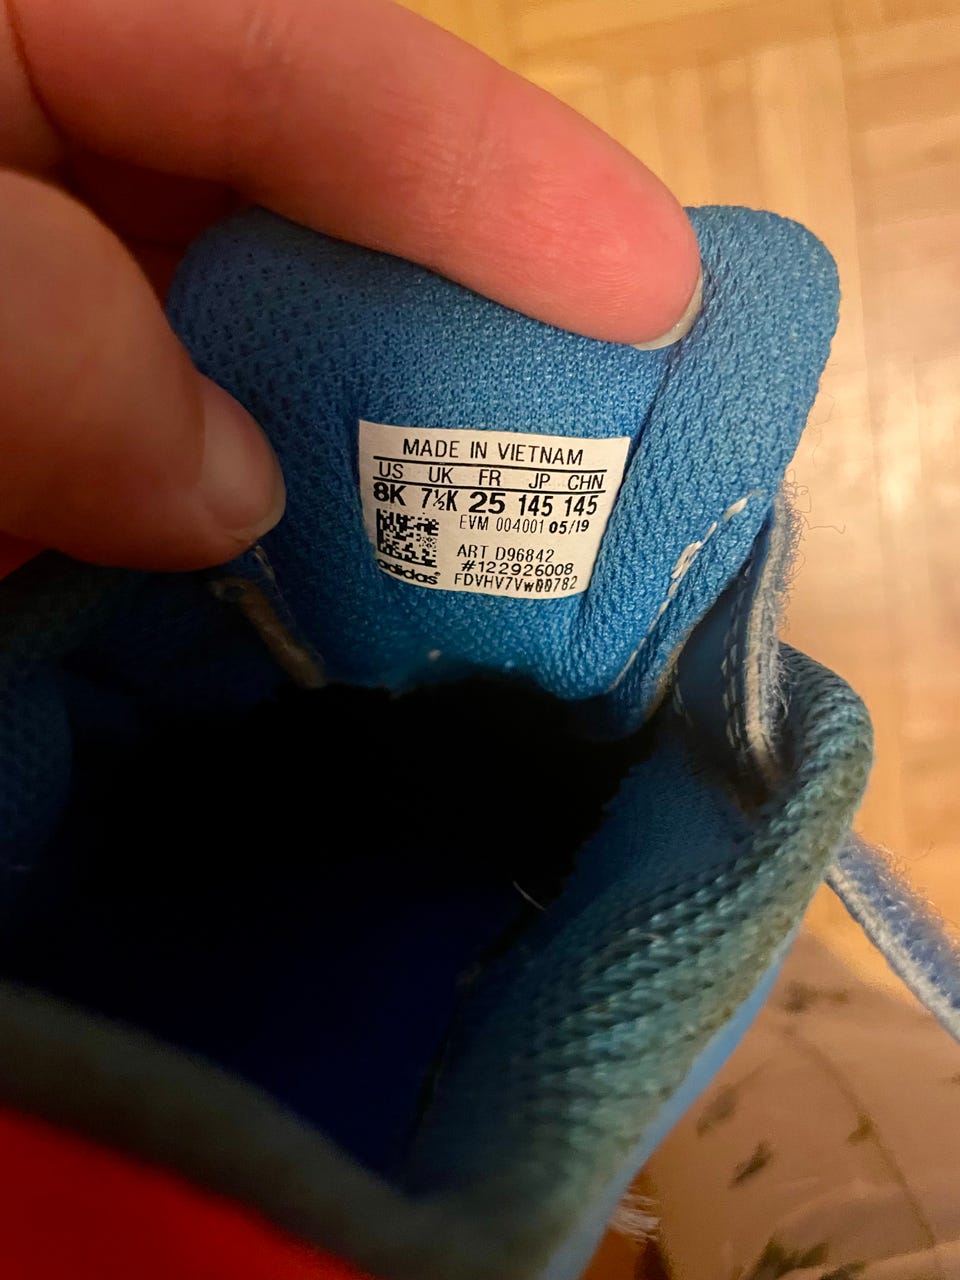 MADE IN VIETNAM
US UK FR JP CHN
8K 7½K 25 145 145
EVM 004001 05/19
ART D96842
#122926008
adidas FDVHV7VW00782